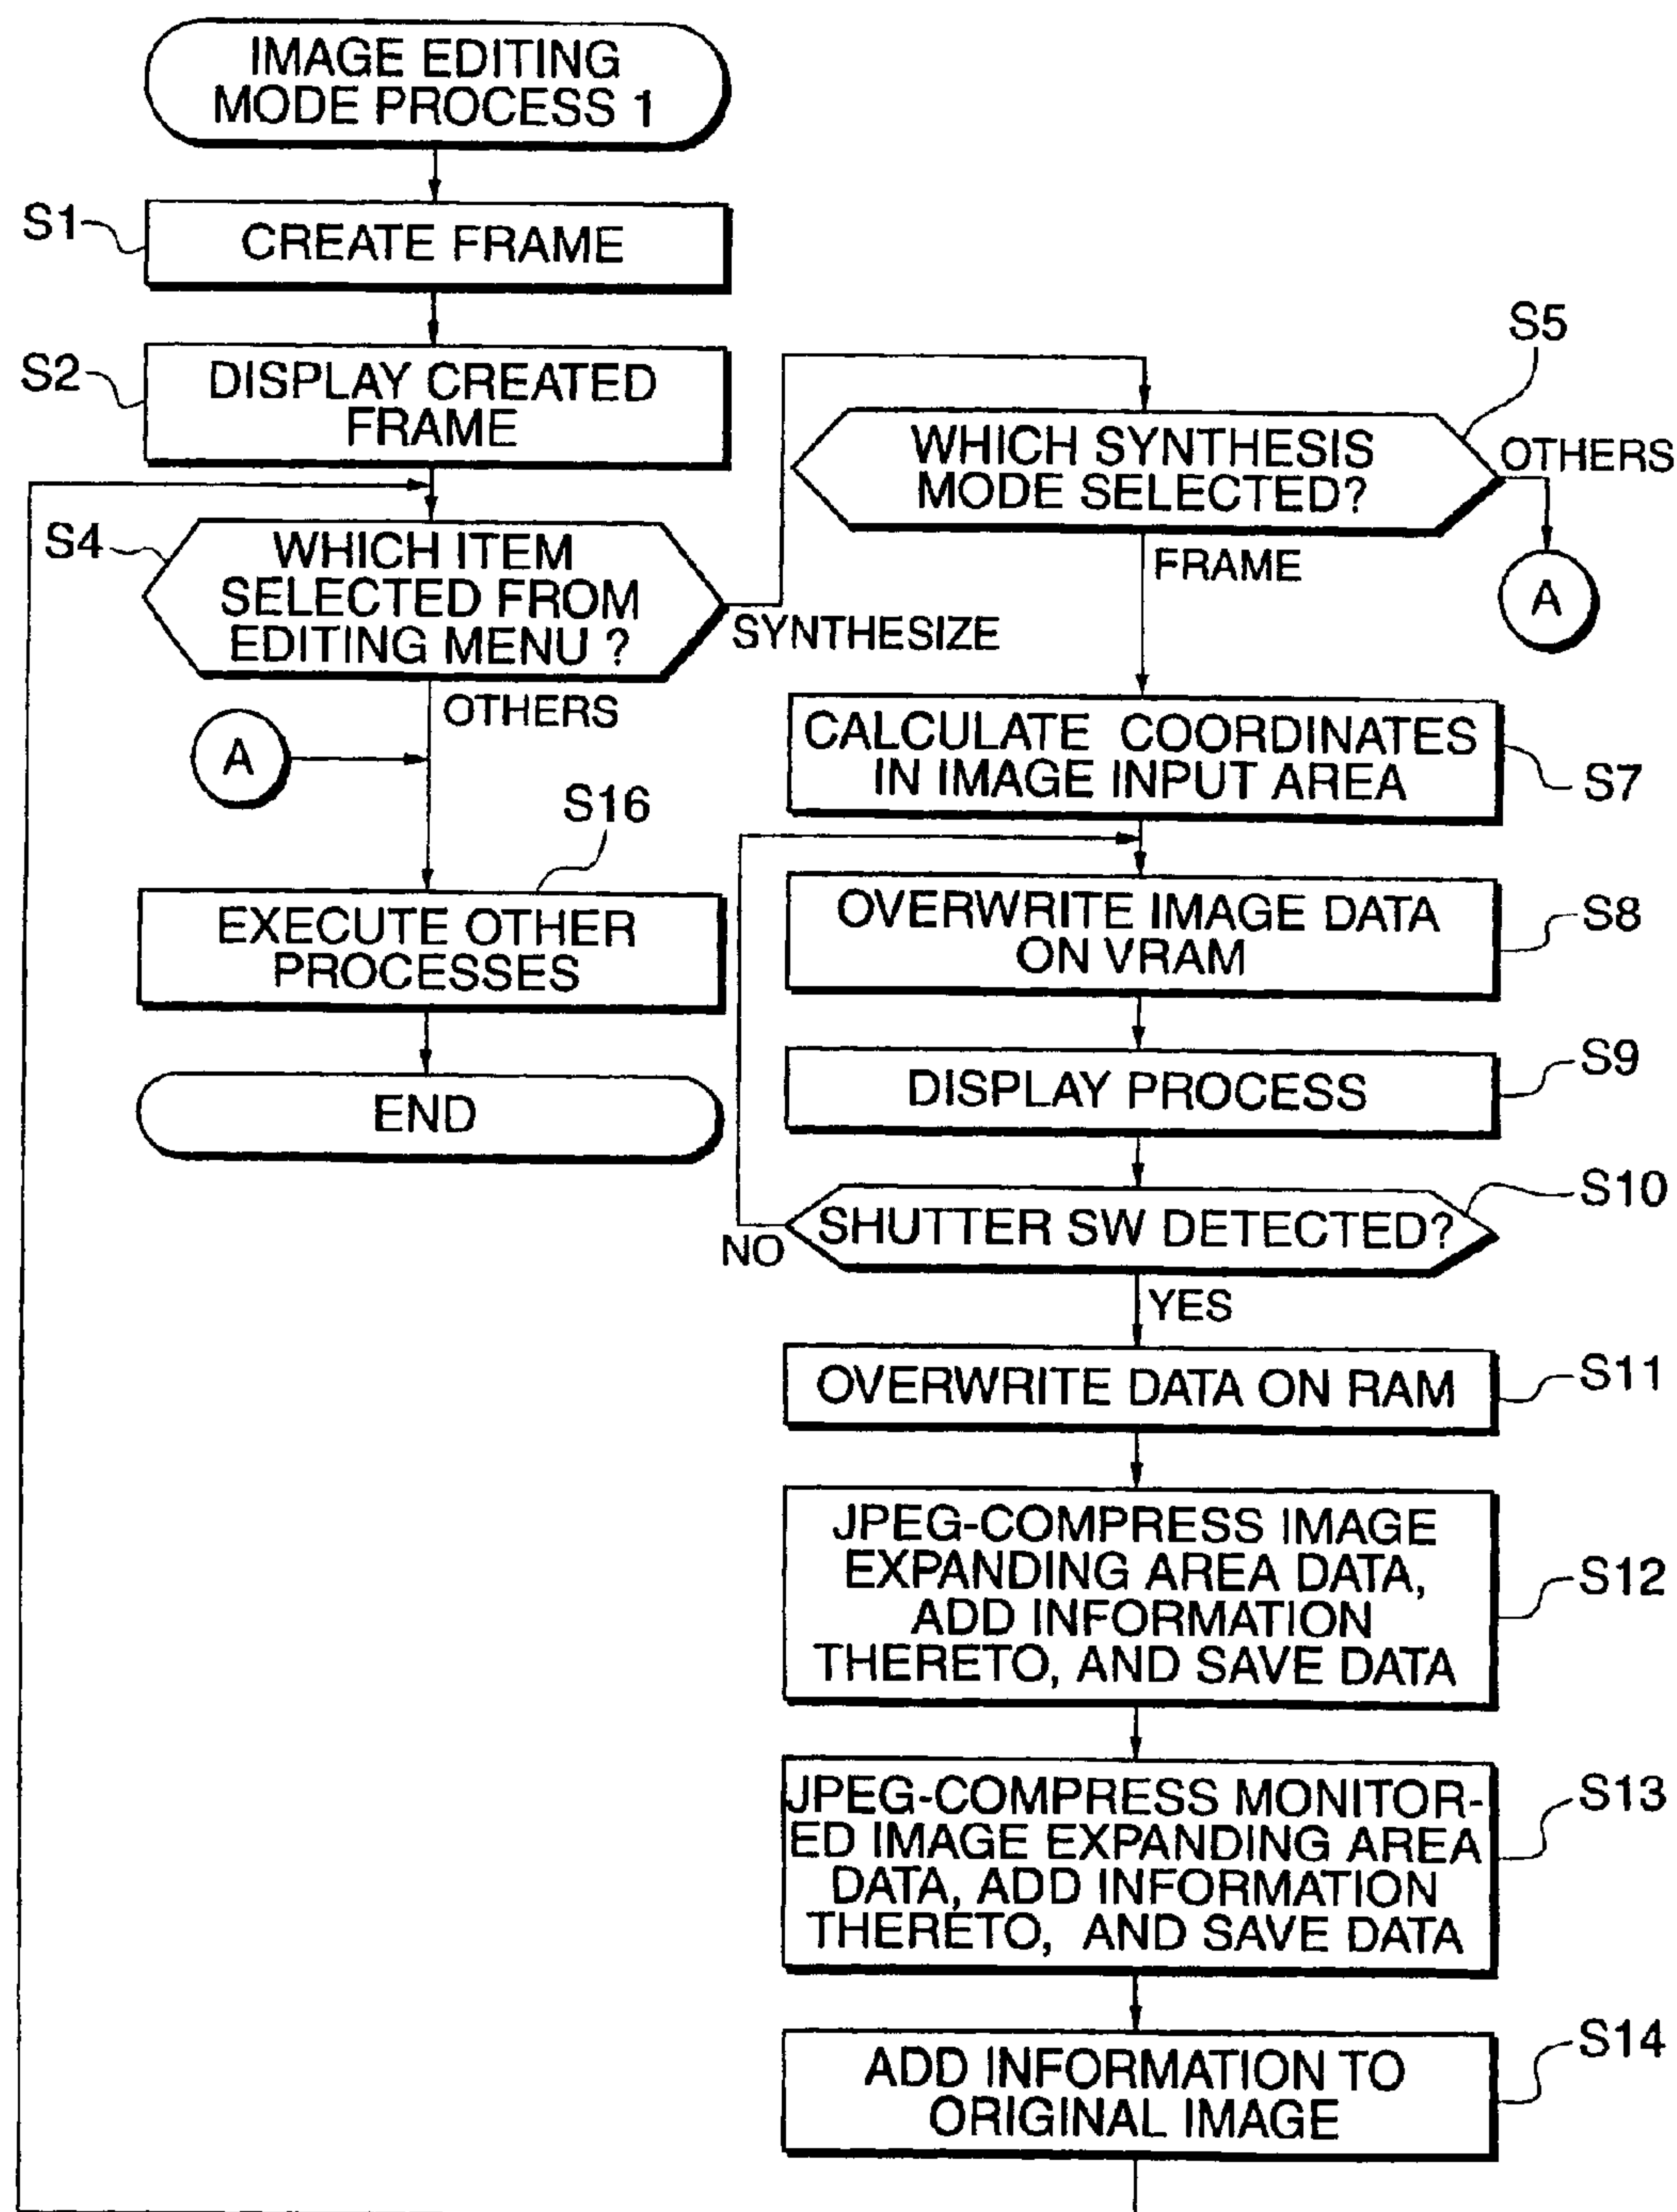 IMAGE EDITING
MODE PROCESS 1
S1
CREATE FRAME
S2
DISPLAY CREATED
FRAME
S4
WHICH ITEM
SELECTED FROM
EDITING MENU ?
SYNTHESIZE
OTHERS
A
S16
EXECUTE OTHER
PROCESSES
END
S5
WHICH SYNTHESIS
MODE SELECTED?
OTHERS
A
FRAME
CALCULATE COORDINATES
IN IMAGE INPUT AREA
S7
OVERWRITE IMAGE DATA
ON VRAM
S8
DISPLAY PROCESS
S9
SHUTTER SW DETECTED?
S10
NO
YES
OVERWRITE DATA ON RAM
S11
JPEG-COMPRESS IMAGE
EXPANDING AREA DATA,
ADD INFORMATION
THERETO, AND SAVE DATA
S12
JPEG-COMPRESS MONITOR-
ED IMAGE EXPANDING AREA
DATA, ADD INFORMATION
THERETO, AND SAVE DATA
S13
ADD INFORMATION TO
ORIGINAL IMAGE
S14